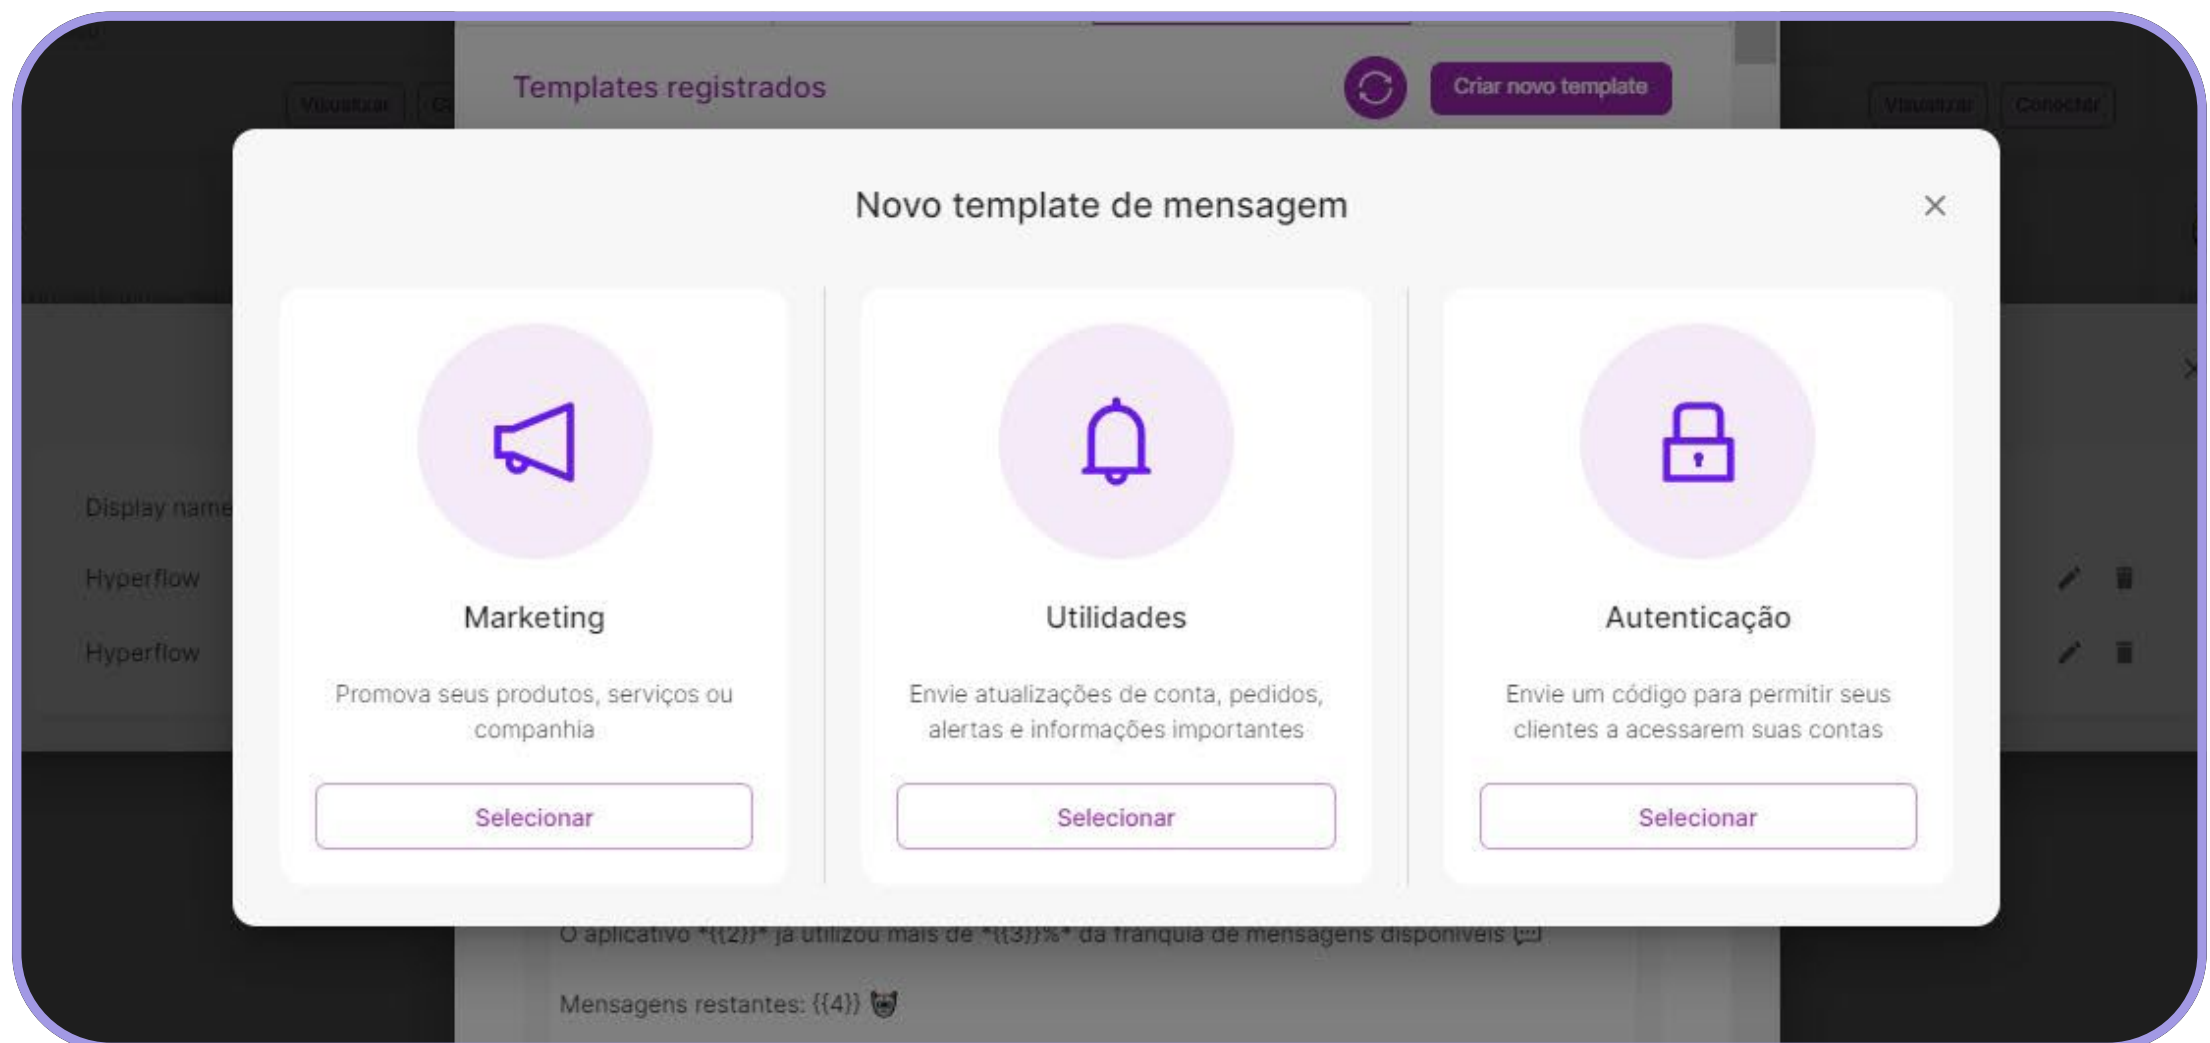 Templates registrados
Criar novo template
Visualizar
Visualizar
Conectar
Novo template de mensagem
Display name
Hyperflow
Hyperflow
Marketing
Promova seus produtos, serviços ou
companhia
Selecionar
Utilidades
Envie atualizações de conta, pedidos,
alertas e informações importantes
Selecionar
Autenticação
Envie um código para permitir seus
clientes a acessarem suas contas
Selecionar
O aplicativo *{{2}}* já utilizou mais de *{{3}}%* da franquia de mensagens disponíveis 💬
Mensagens restantes: {{4}}